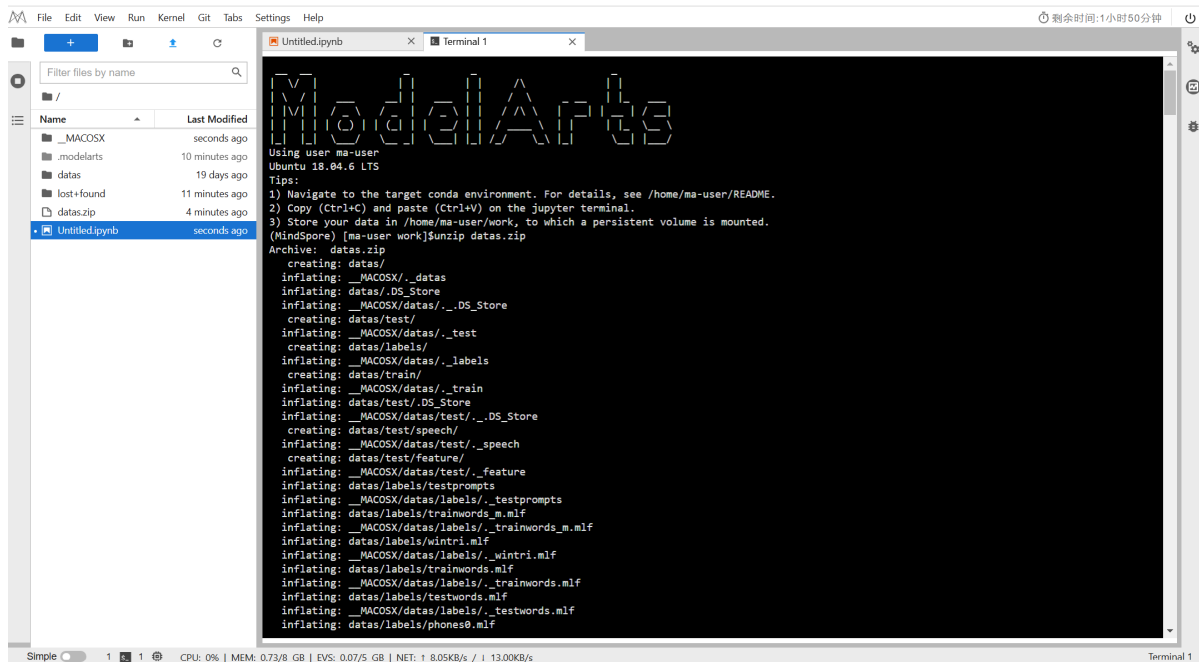 File Edit View Run Kernel Git Tabs Settings Help
剩余时间:1小时50分钟
Untitled.ipynb
Terminal 1
Filter files by name
/
Name Last Modified
__MACOSX seconds ago
.modelarts 10 minutes ago
datas 19 days ago
lost+found 11 minutes ago
datas.zip 4 minutes ago
Untitled.ipynb seconds ago
ModelArts
Using user ma-user
Ubuntu 18.04.6 LTS
Tips:
1) Navigate to the target conda environment. For details, see /home/ma-user/README.
2) Copy (Ctrl+C) and paste (Ctrl+V) on the jupyter terminal.
3) Store your data in /home/ma-user/work, to which a persistent volume is mounted.
(MindSpore) [ma-user work]$unzip datas.zip
Archive:  datas.zip
creating: datas/
inflating: __MACOSX/._datas
inflating: datas/.DS_Store
inflating: __MACOSX/datas/._.DS_Store
creating: datas/test/
inflating: __MACOSX/datas/._test
creating: datas/labels/
inflating: __MACOSX/datas/._labels
creating: datas/train/
inflating: __MACOSX/datas/._train
inflating: datas/test/.DS_Store
inflating: __MACOSX/datas/test/._.DS_Store
creating: datas/test/speech/
inflating: __MACOSX/datas/test/._speech
creating: datas/test/feature/
inflating: __MACOSX/datas/test/._feature
inflating: datas/labels/testprompts
inflating: __MACOSX/datas/labels/._testprompts
inflating: datas/labels/trainwords_m.mlf
inflating: __MACOSX/datas/labels/._trainwords_m.mlf
inflating: datas/labels/wintri.mlf
inflating: __MACOSX/datas/labels/._wintri.mlf
inflating: datas/labels/trainwords.mlf
inflating: __MACOSX/datas/labels/._trainwords.mlf
inflating: datas/labels/testwords.mlf
inflating: __MACOSX/datas/labels/._testwords.mlf
inflating: datas/labels/phones0.mlf
Simple 1 1 CPU: 0% | MEM: 0.73/8 GB | EVS: 0.07/5 GB | NET: ↑ 8.05KB/s / ↓ 13.00KB/s Terminal 1